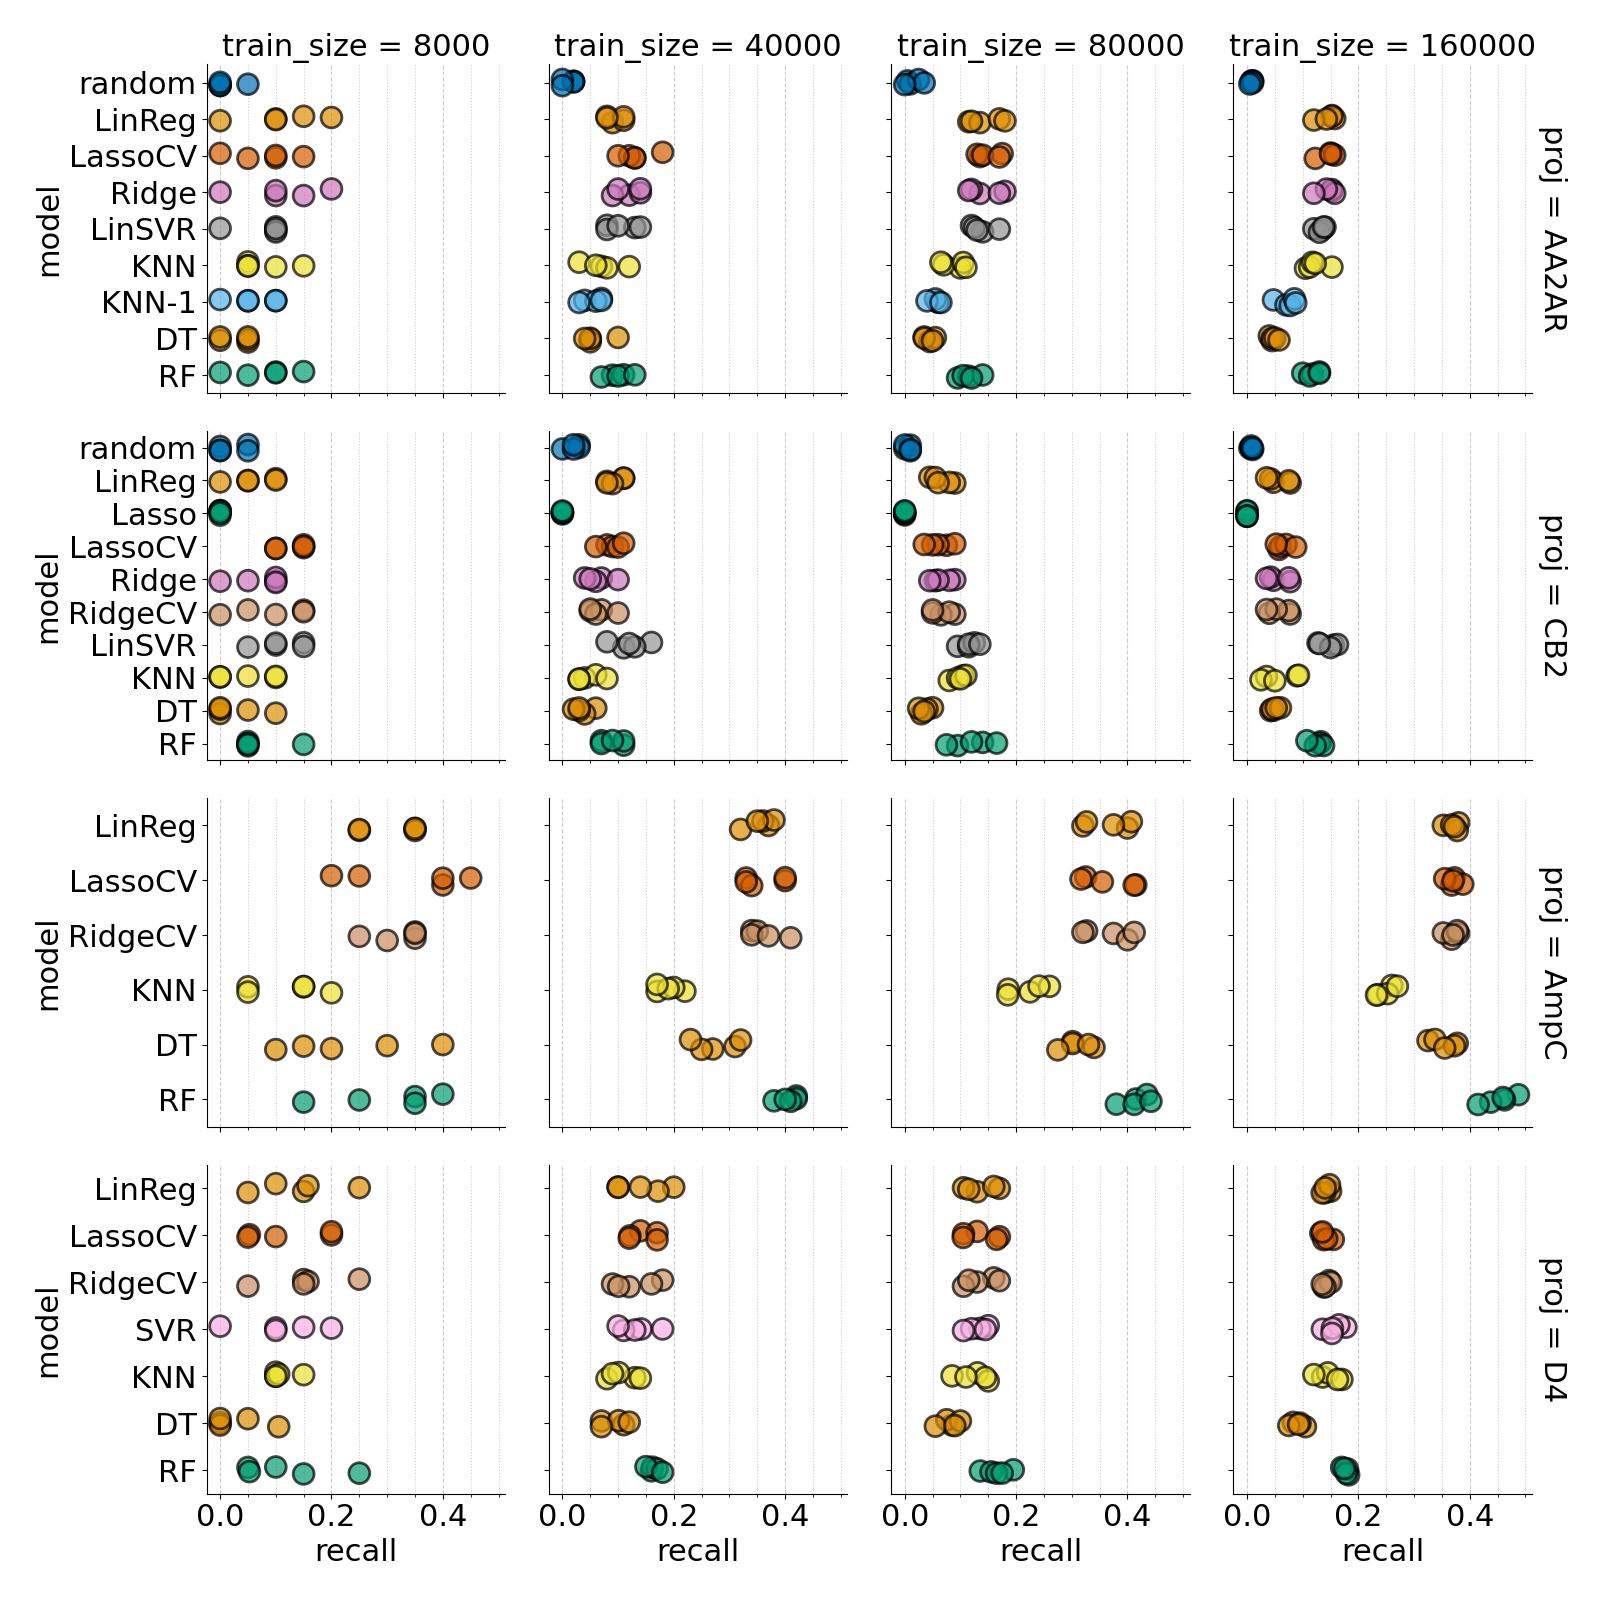 train_size = 8000
train_size = 40000
train_size = 80000
train_size = 160000
model
random
LinReg
LassoCV
Ridge
LinSVR
KNN
KNN-1
DT
RF
proj = AA2AR
model
random
LinReg
Lasso
LassoCV
Ridge
RidgeCV
LinSVR
KNN
DT
RF
proj = CB2
model
LinReg
LassoCV
RidgeCV
KNN
DT
RF
proj = AmpC
model
LinReg
LassoCV
RidgeCV
SVR
KNN
DT
RF
proj = D4
0.0 0.2 0.4
0.0 0.2 0.4
0.0 0.2 0.4
0.0 0.2 0.4
recall
recall
recall
recall